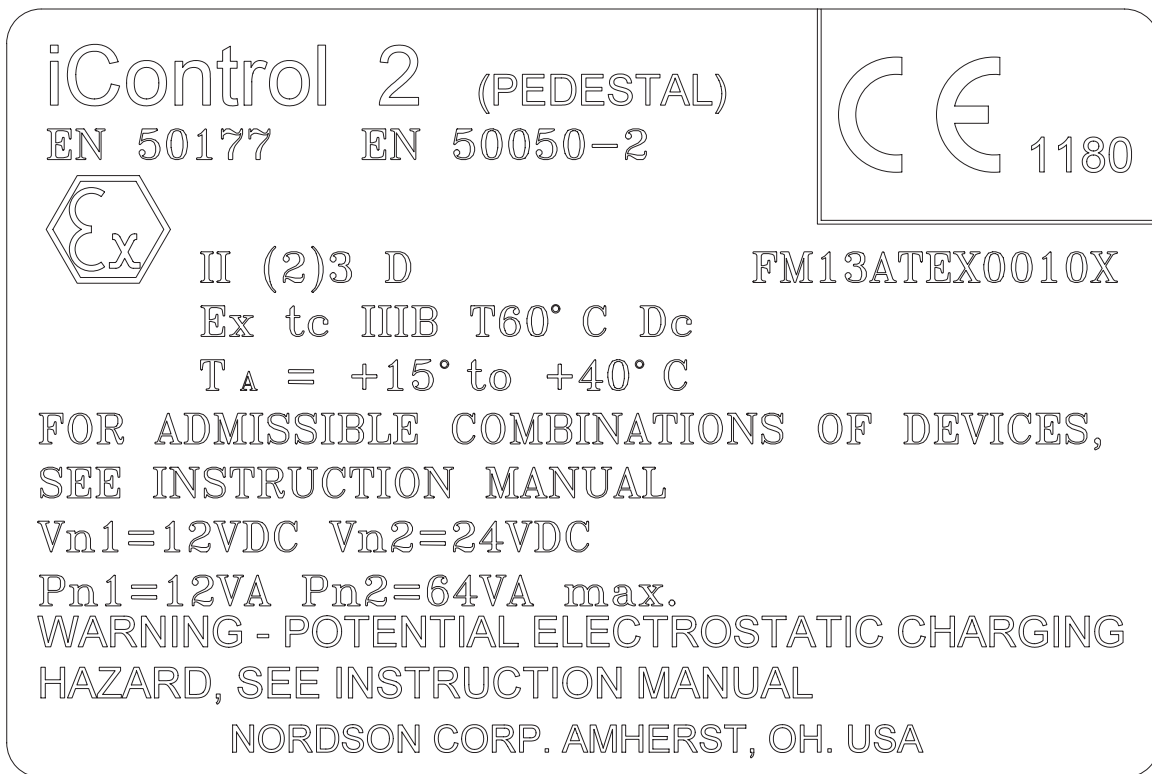 iControl 2 (PEDESTAL)
EN 50177 EN 50050-2
CE 1180
Ex
II (2)3 D FM13ATEX0010X
Ex tc IIIB T60°C Dc
TA = +15° to +40°C
FOR ADMISSIBLE COMBINATIONS OF DEVICES,
SEE INSTRUCTION MANUAL
Vn1=12VDC Vn2=24VDC
Pn1=12VA Pn2=64VA max.
WARNING - POTENTIAL ELECTROSTATIC CHARGING
HAZARD, SEE INSTRUCTION MANUAL
NORDSON CORP. AMHERST, OH. USA